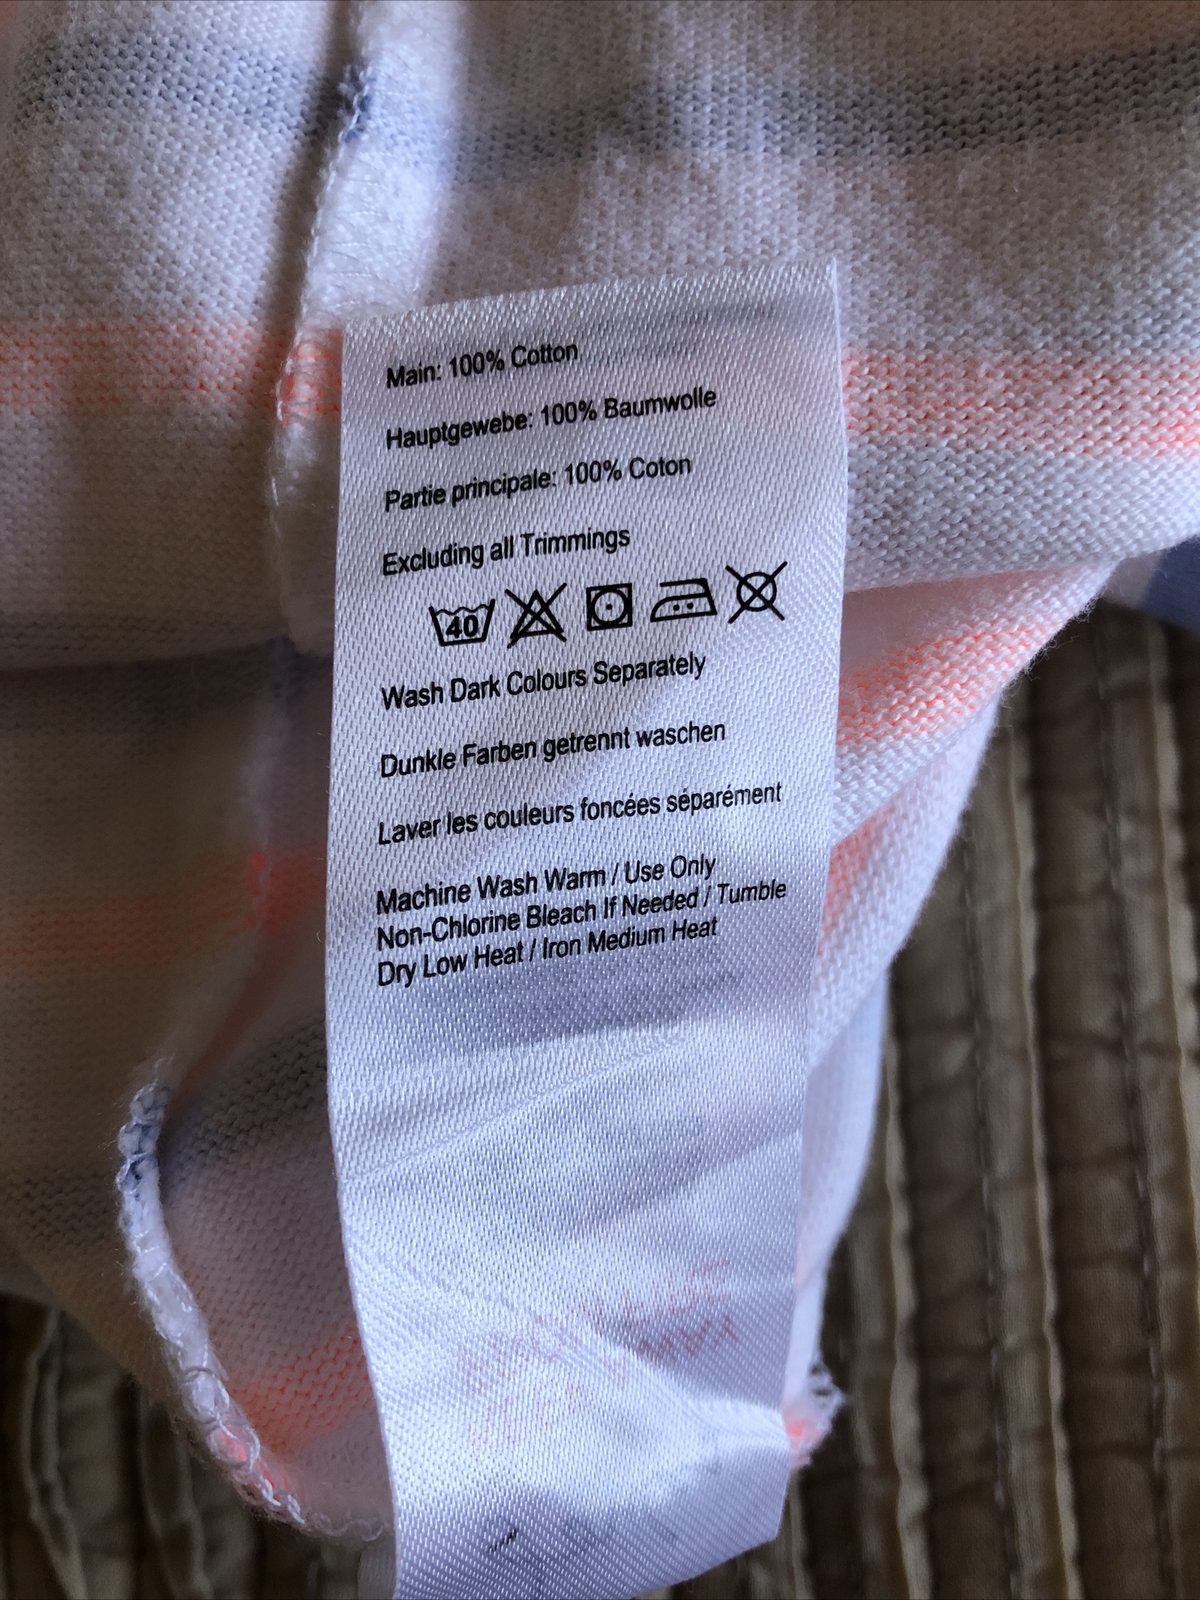 Main: 100% Cotton
Hauptgewebe: 100% Baumwolle
Partie principale: 100% Coton
Excluding all Trimmings
40
Wash Dark Colours Separately
Dunkle Farben getrennt waschen
Laver les couleurs foncées séparément
Machine Wash Warm / Use Only
Non-Chlorine Bleach If Needed / Tumble
Dry Low Heat / Iron Medium Heat